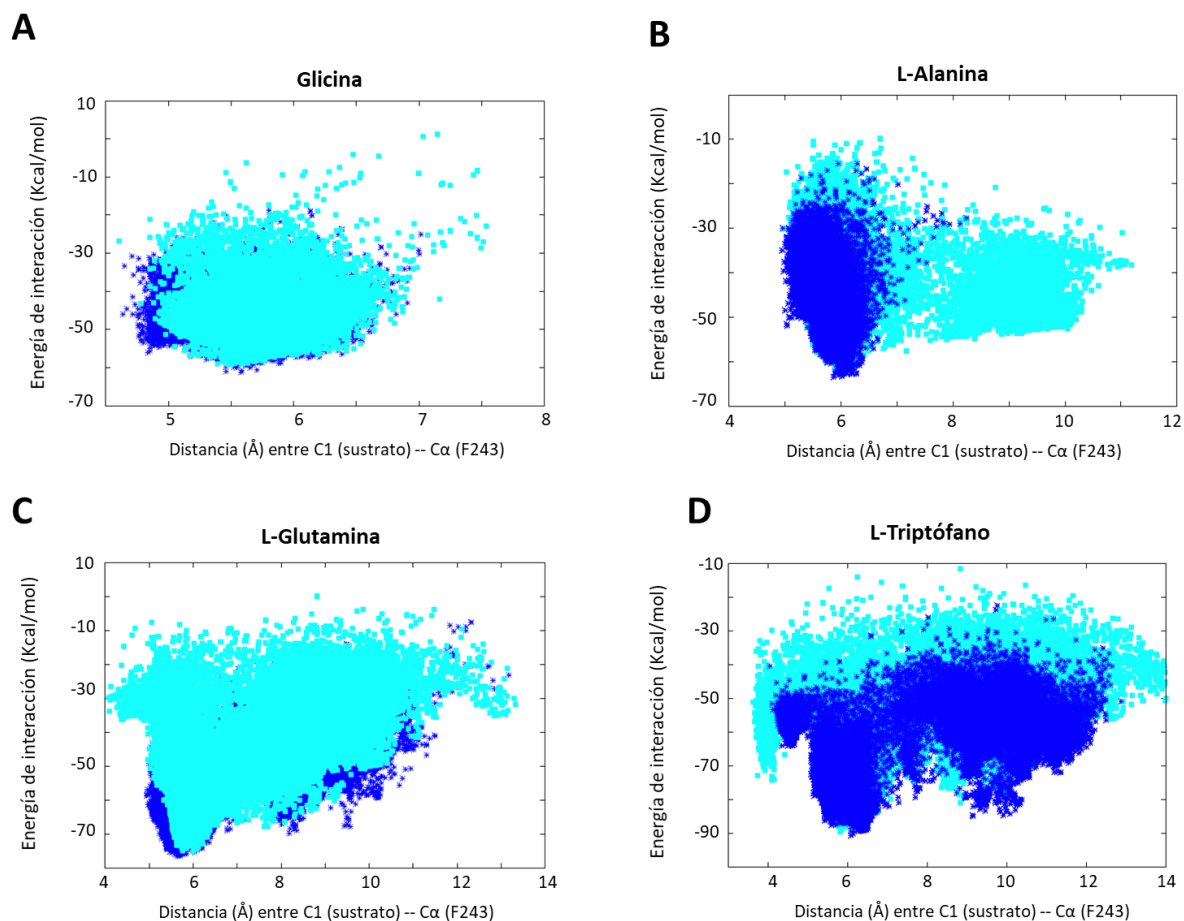 A
Glicina
Energía de interacción (Kcal/mol)
10
-10
-30
-50
-70
5
6
7
8
Distancia (Å) entre C1 (sustrato) -- Cα (F243)
B
L-Alanina
Energía de interacción (Kcal/mol)
-10
-30
-50
-70
4
6
8
10
12
Distancia (Å) entre C1 (sustrato) -- Cα (F243)
C
L-Glutamina
Energía de interacción (Kcal/mol)
10
-10
-30
-50
-70
4
6
8
10
12
14
Distancia (Å) entre C1 (sustrato) -- Cα (F243)
D
L-Triptófano
Energía de interacción (Kcal/mol)
-10
-30
-50
-70
-90
4
6
8
10
12
14
Distancia (Å) entre C1 (sustrato) -- Cα (F243)